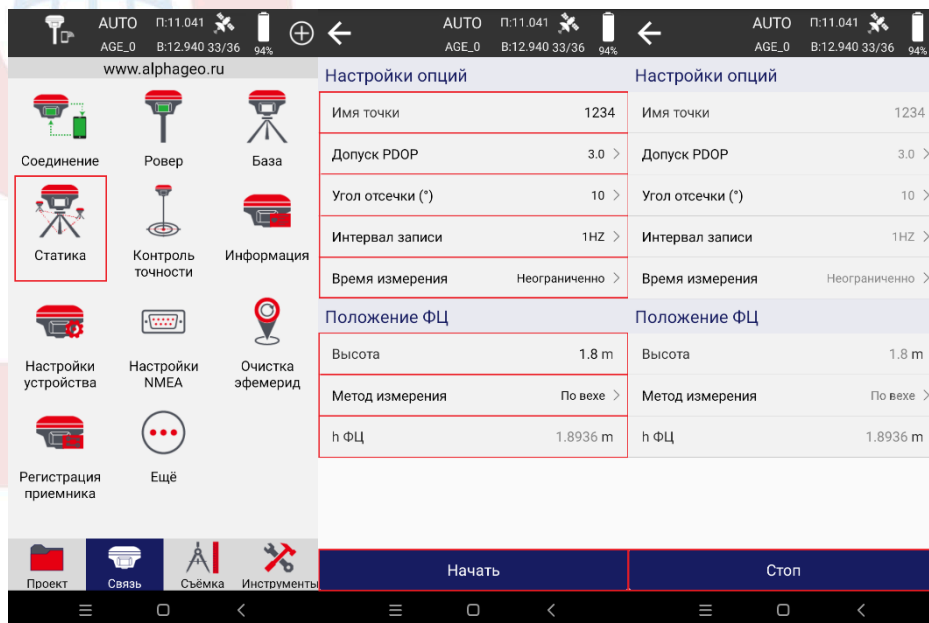 AUTO П:11.041
AGE_0 В:12.940 33/36 94%
www.alphageo.ru
Соединение Ровер База
Статика Контроль точности Информация
Настройки устройства Настройки NMEA Очистка эфемерид
Регистрация приемника Ещё
Проект Связь Съёмка Инструменты
AUTO П:11.041
AGE_0 В:12.940 33/36 94%
Настройки опций
Имя точки 1234
Допуск PDOP 3.0 >
Угол отсечки (°) 10 >
Интервал записи 1HZ >
Время измерения Неограниченно >
Положение ФЦ
Высота 1.8 m
Метод измерения По вехе >
h ФЦ 1.8936 m
Начать
AUTO П:11.041
AGE_0 В:12.940 33/36 94%
Настройки опций
Имя точки 1234
Допуск PDOP 3.0 >
Угол отсечки (°) 10 >
Интервал записи 1HZ >
Время измерения Неограниченно >
Положение ФЦ
Высота 1.8 m
Метод измерения По вехе >
h ФЦ 1.8936 m
Стоп